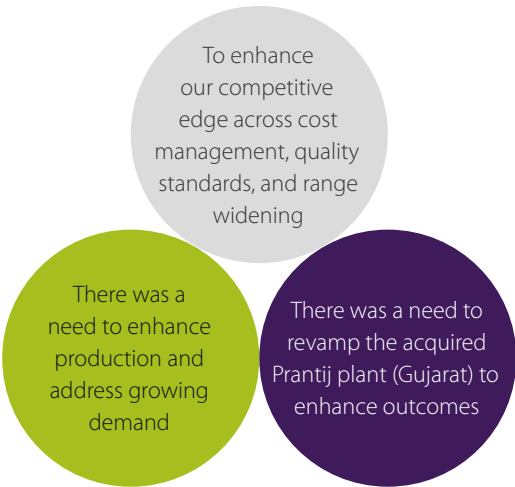 To enhance
our competitive
edge across cost
management, quality
standards, and range
widening
There was a
need to enhance
production and
address growing
demand
There was a need to
revamp the acquired
Prantij plant (Gujarat) to
enhance outcomes